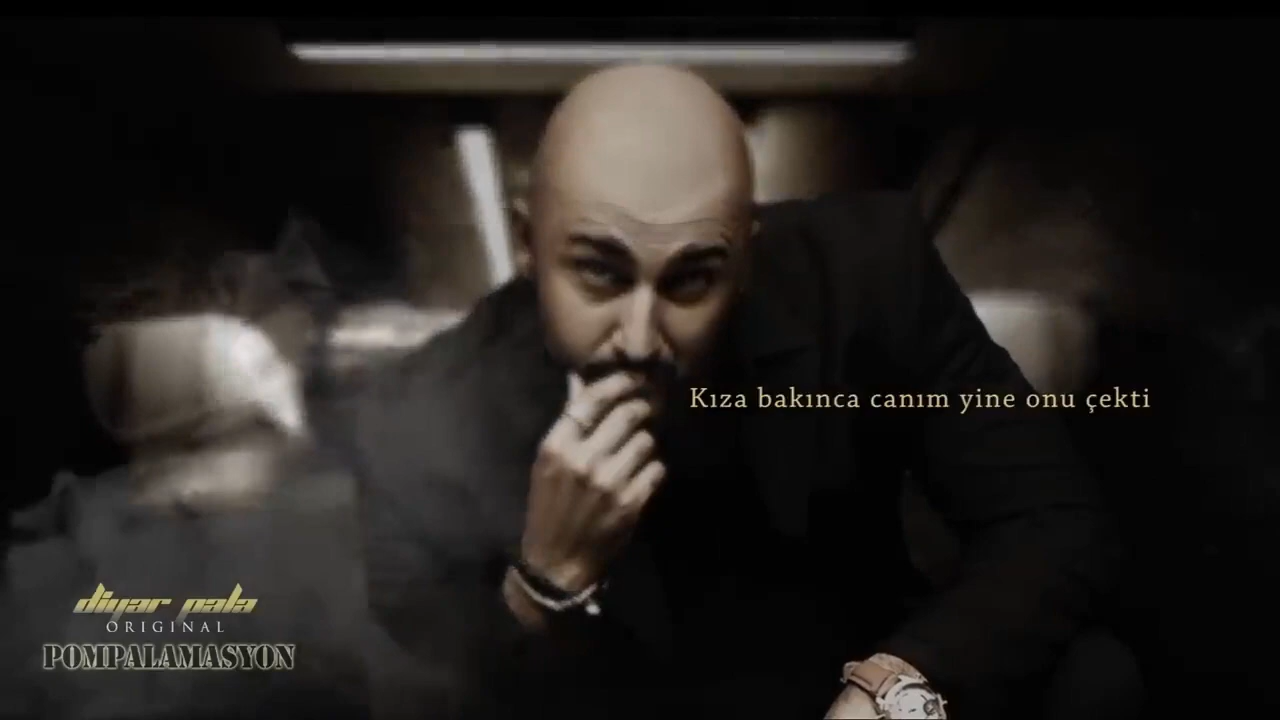 Kıza bakınca canım yine onu çekti
diyar pala
ORIGINAL
POMPALAMASYON